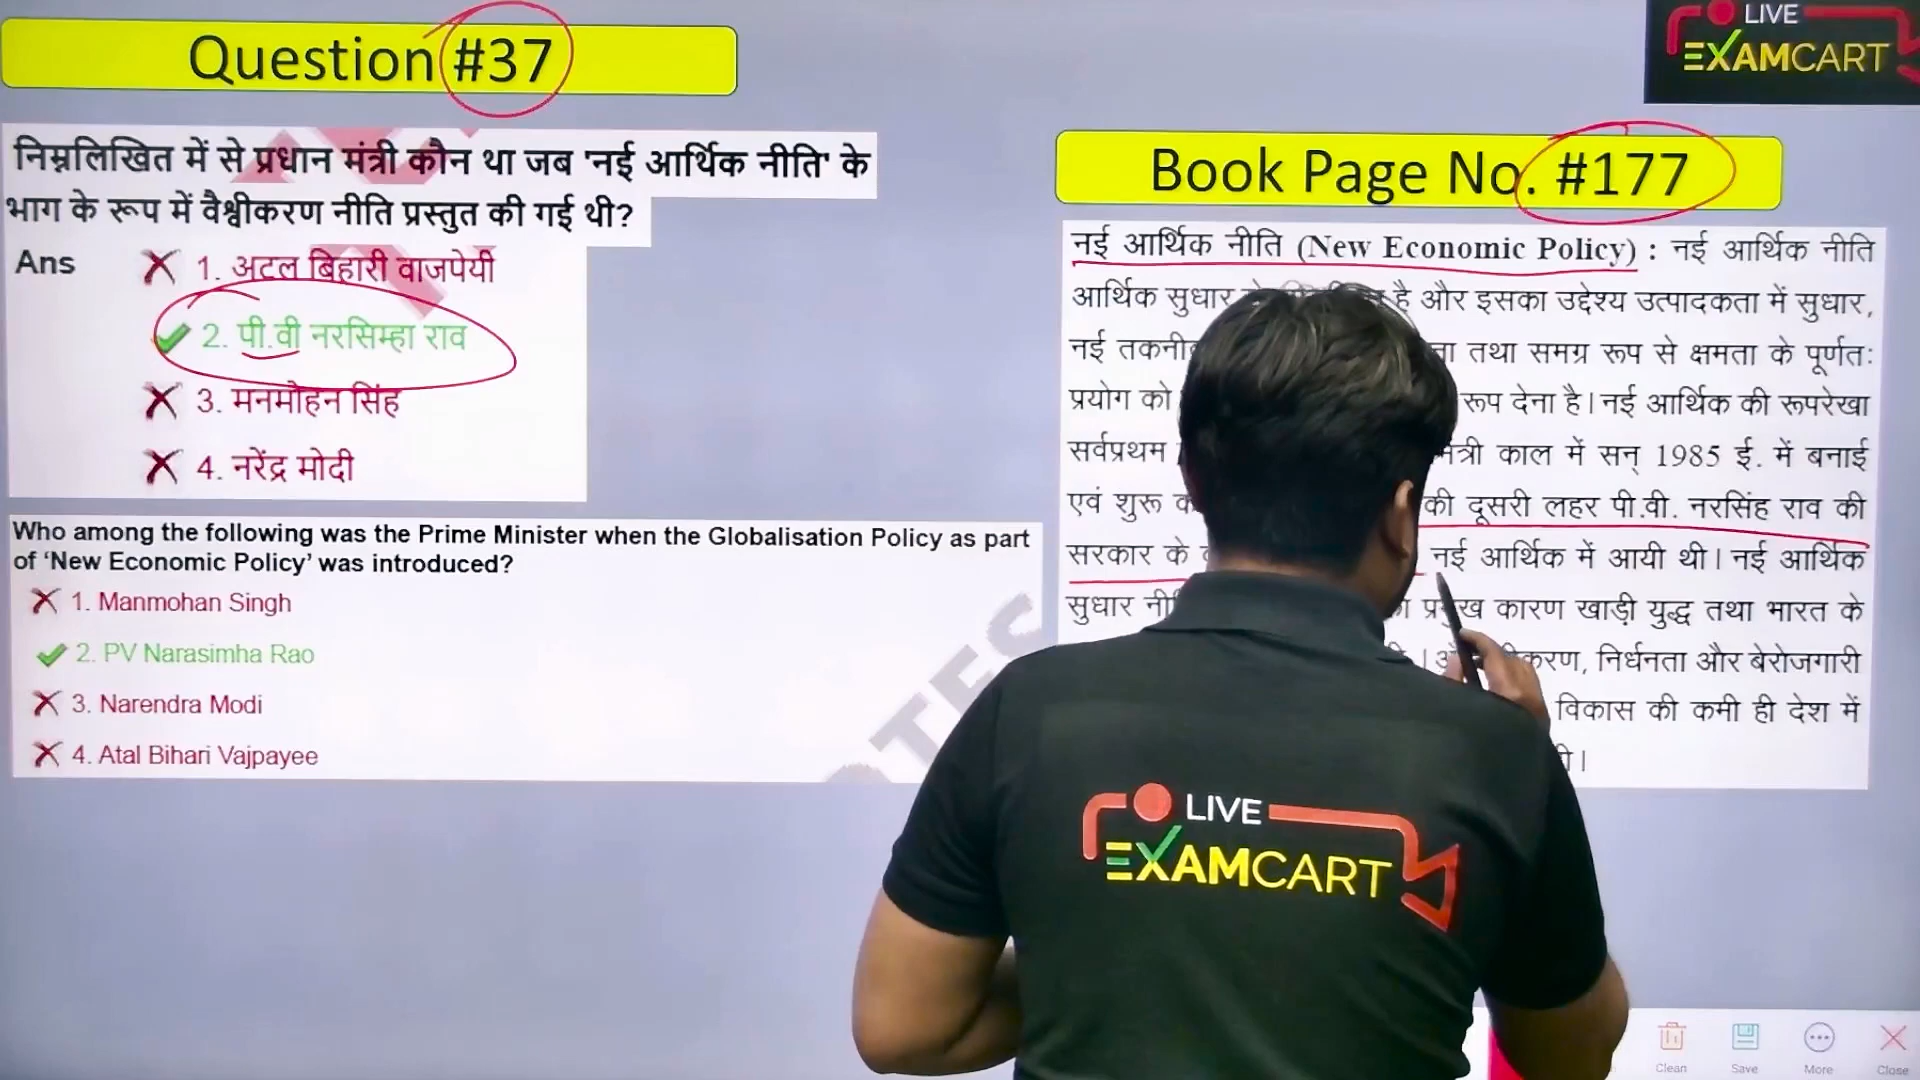 Question #37
निम्नलिखित में से प्रधान मंत्री कौन था जब 'नई आर्थिक नीति' के
भाग के रूप में वैश्वीकरण नीति प्रस्तुत की गई थी?
Ans
1. अटल बिहारी वाजपेयी
2. पी.वी नरसिम्हा राव
3. मनमोहन सिंह
4. नरेंद्र मोदी
Who among the following was the Prime Minister when the Globalisation Policy as part
of ‘New Economic Policy’ was introduced?
1. Manmohan Singh
2. PV Narasimha Rao
3. Narendra Modi
4. Atal Bihari Vajpayee
LIVE
EXAMCART
Book Page No. #177
नई आर्थिक नीति (New Economic Policy) : नई आर्थिक नीति
आर्थिक सुधार है और इसका उद्देश्य उत्पादकता में सुधार,
नई तथा समग्र रूप से क्षमता के पूर्णतः
प्रयोग को रूप देना है। नई आर्थिक की रूपरेखा
सर्वप्रथम काल में सन् 1985 ई. में बनाई
एवं शुरू की दूसरी लहर पी.वी. नरसिंह राव की
सरकार के नई आर्थिक में आयी थी। नई आर्थिक
सुधार प्रमुख कारण खाड़ी युद्ध तथा भारत के
निर्धनता और बेरोजगारी
विकास की कमी ही देश में
LIVE
EXAMCART
Clean
Save
More
Close